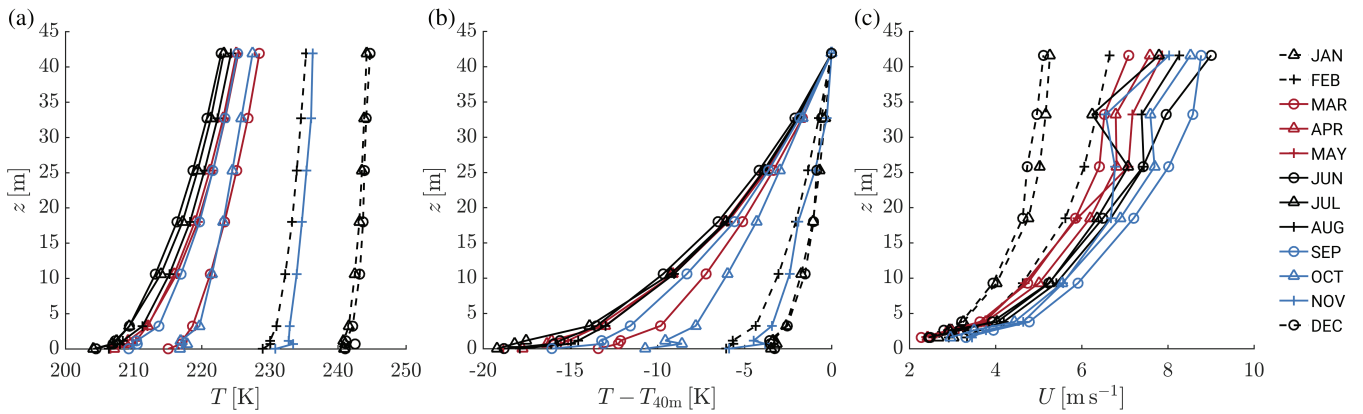 (a)
45
40
35
30
25
20
15
10
5
0
z [m]
200 210 220 230 240 250
T [K]
(b)
45
40
35
30
25
20
15
10
5
0
z [m]
-20 -15 -10 -5 0
T − T40m [K]
(c)
45
40
35
30
25
20
15
10
5
0
z [m]
2 4 6 8 10
U [m s⁻¹]
JAN
FEB
MAR
APR
MAY
JUN
JUL
AUG
SEP
OCT
NOV
DEC